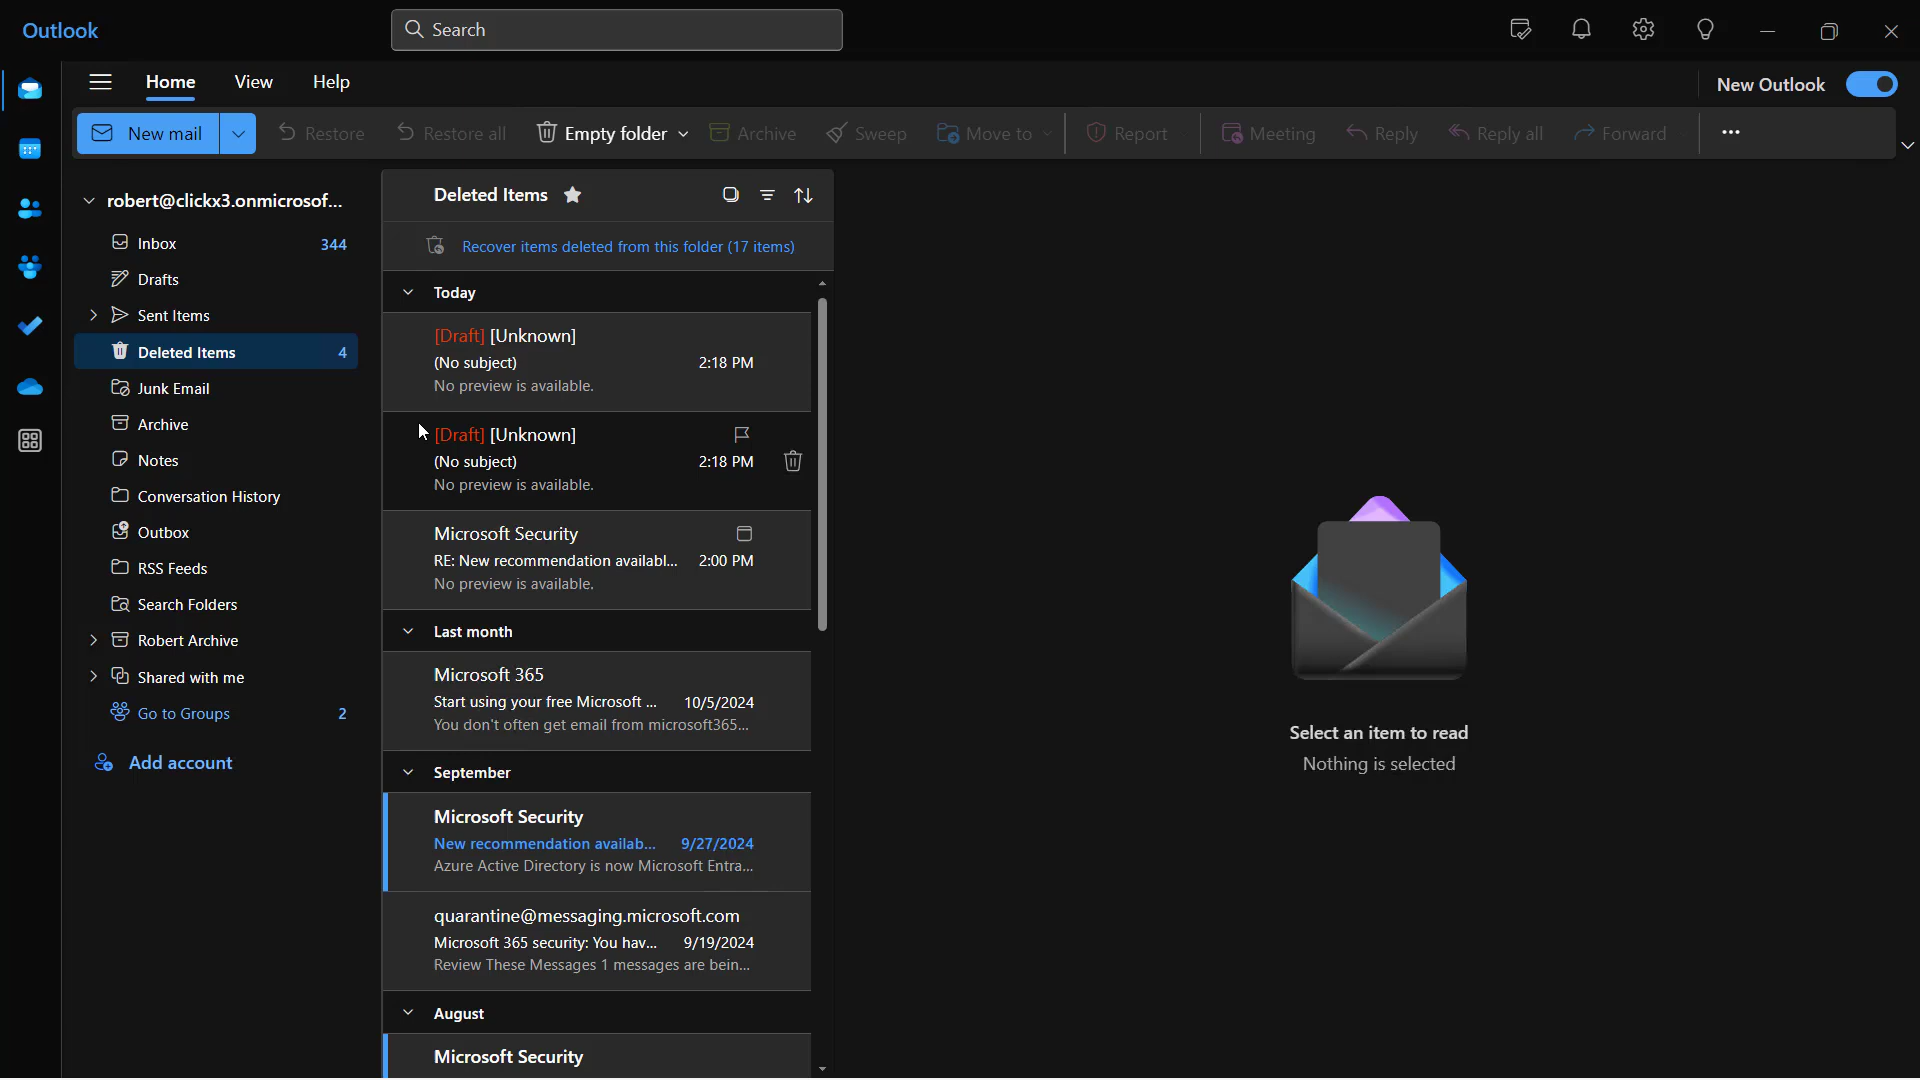 Outlook
Search
Home View Help
New Outlook
New mail Restore Restore all Empty folder Archive Sweep Move to Report Meeting Reply Reply all Forward ...
robert@clickx3.onmicrosof...
Inbox 344
Drafts
Sent Items
Deleted Items 4
Junk Email
Archive
Notes
Conversation History
Outbox
RSS Feeds
Search Folders
Robert Archive
Shared with me
Go to Groups 2
Add account
Deleted Items
Recover items deleted from this folder (17 items)
Today
[Draft] [Unknown]
(No subject) 2:18 PM
No preview is available.
[Draft] [Unknown]
(No subject) 2:18 PM
No preview is available.
Microsoft Security
RE: New recommendation availabl... 2:00 PM
No preview is available.
Last month
Microsoft 365
Start using your free Microsoft ... 10/5/2024
You don't often get email from microsoft365...
September
Microsoft Security
New recommendation availab... 9/27/2024
Azure Active Directory is now Microsoft Entra...
quarantine@messaging.microsoft.com
Microsoft 365 security: You hav... 9/19/2024
Review These Messages 1 messages are bein...
August
Microsoft Security
Select an item to read
Nothing is selected